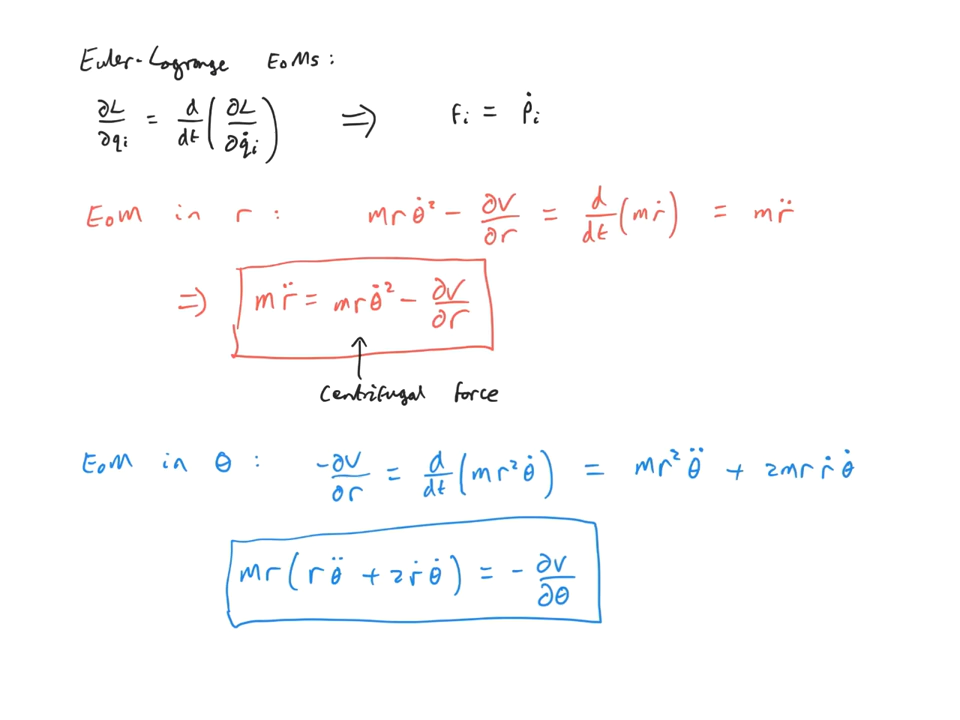 Euler-Lagrange EoMs:
∂L/∂qᵢ = d/dt(∂L/∂q̇ᵢ) ⟹ Fᵢ = ṗᵢ
EoM in r: mrθ̇² − ∂V/∂r = d/dt(mṙ) = mr̈
⟹ mr̈ = mrθ̇² − ∂V/∂r
↑
Centrifugal force
EoM in θ: −∂V/∂r = d/dt(mr²θ̇) = mr²θ̈ + 2mrṙθ̇
mr(rθ̈ + 2ṙθ̇) = −∂V/∂θ